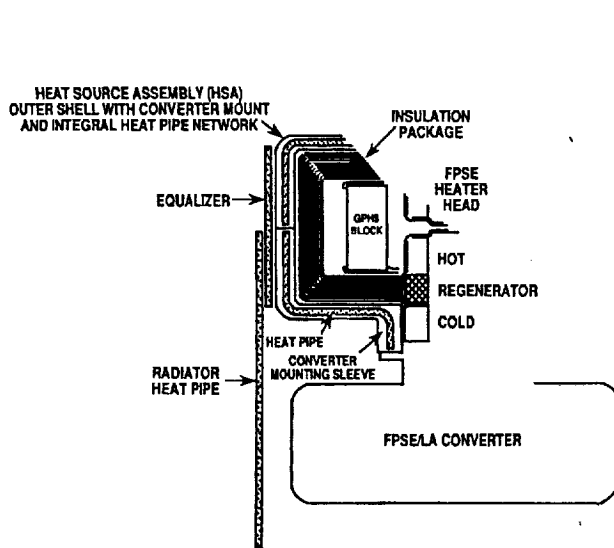 HEAT SOURCE ASSEMBLY (HSA)
OUTER SHELL WITH CONVERTER MOUNT
AND INTEGRAL HEAT PIPE NETWORK
INSULATION
PACKAGE
EQUALIZER
FPSE
HEATER
HEAD
GPHS
BLOCK
HOT
REGENERATOR
COLD
HEAT PIPE
CONVERTER
MOUNTING SLEEVE
RADIATOR
HEAT PIPE
FPSE/LA CONVERTER